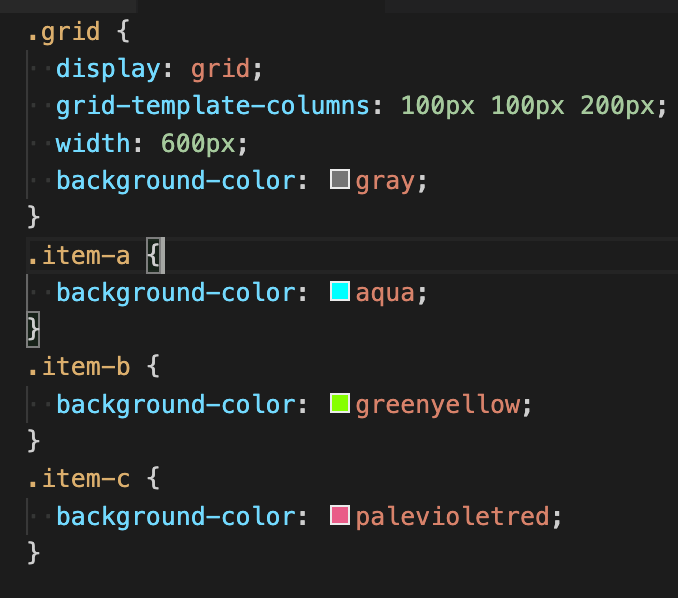 .grid {
  display: grid;
  grid-template-columns: 100px 100px 200px;
  width: 600px;
  background-color: gray;
}
.item-a {
  background-color: aqua;
}
.item-b {
  background-color: greenyellow;
}
.item-c {
  background-color: palevioletred;
}